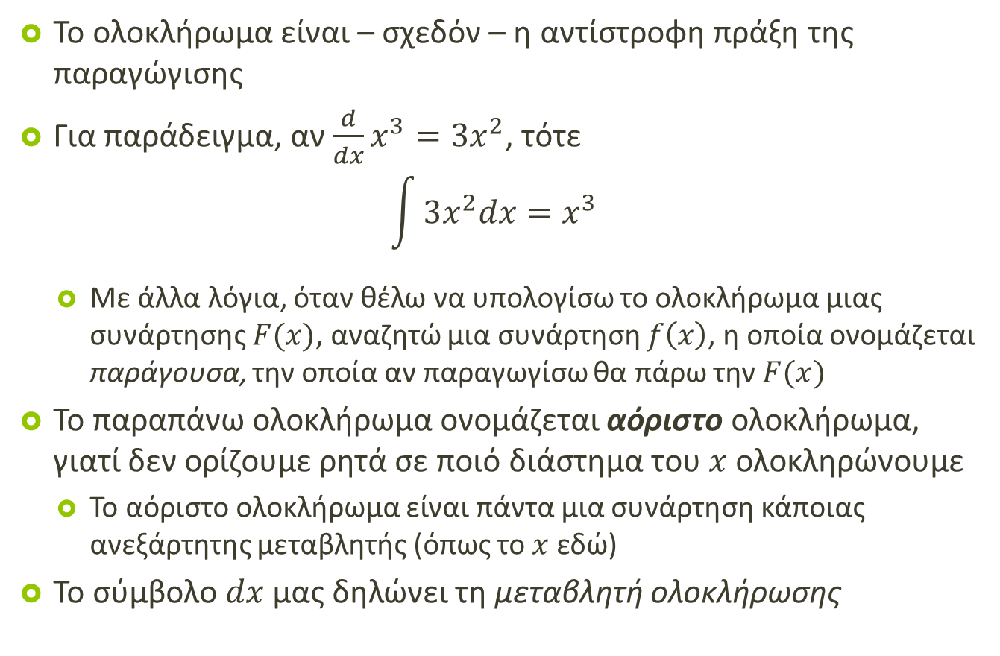 Το ολοκλήρωμα είναι – σχεδόν – η αντίστροφη πράξη της
παραγώγισης
Για παράδειγμα, αν $\frac{d}{dx}x^3 = 3x^2$, τότε
$\int 3x^2 dx = x^3$
Με άλλα λόγια, όταν θέλω να υπολογίσω το ολοκλήρωμα μιας
συνάρτησης $F(x)$, αναζητώ μια συνάρτηση $f(x)$, η οποία ονομάζεται
παράγουσα, την οποία αν παραγωγίσω θα πάρω την $F(x)$
Το παραπάνω ολοκλήρωμα ονομάζεται αόριστο ολοκλήρωμα,
γιατί δεν ορίζουμε ρητά σε ποιό διάστημα του $x$ ολοκληρώνουμε
Το αόριστο ολοκλήρωμα είναι πάντα μια συνάρτηση κάποιας
ανεξάρτητης μεταβλητής (όπως το $x$ εδώ)
Το σύμβολο $dx$ μας δηλώνει τη μεταβλητή ολοκλήρωσης